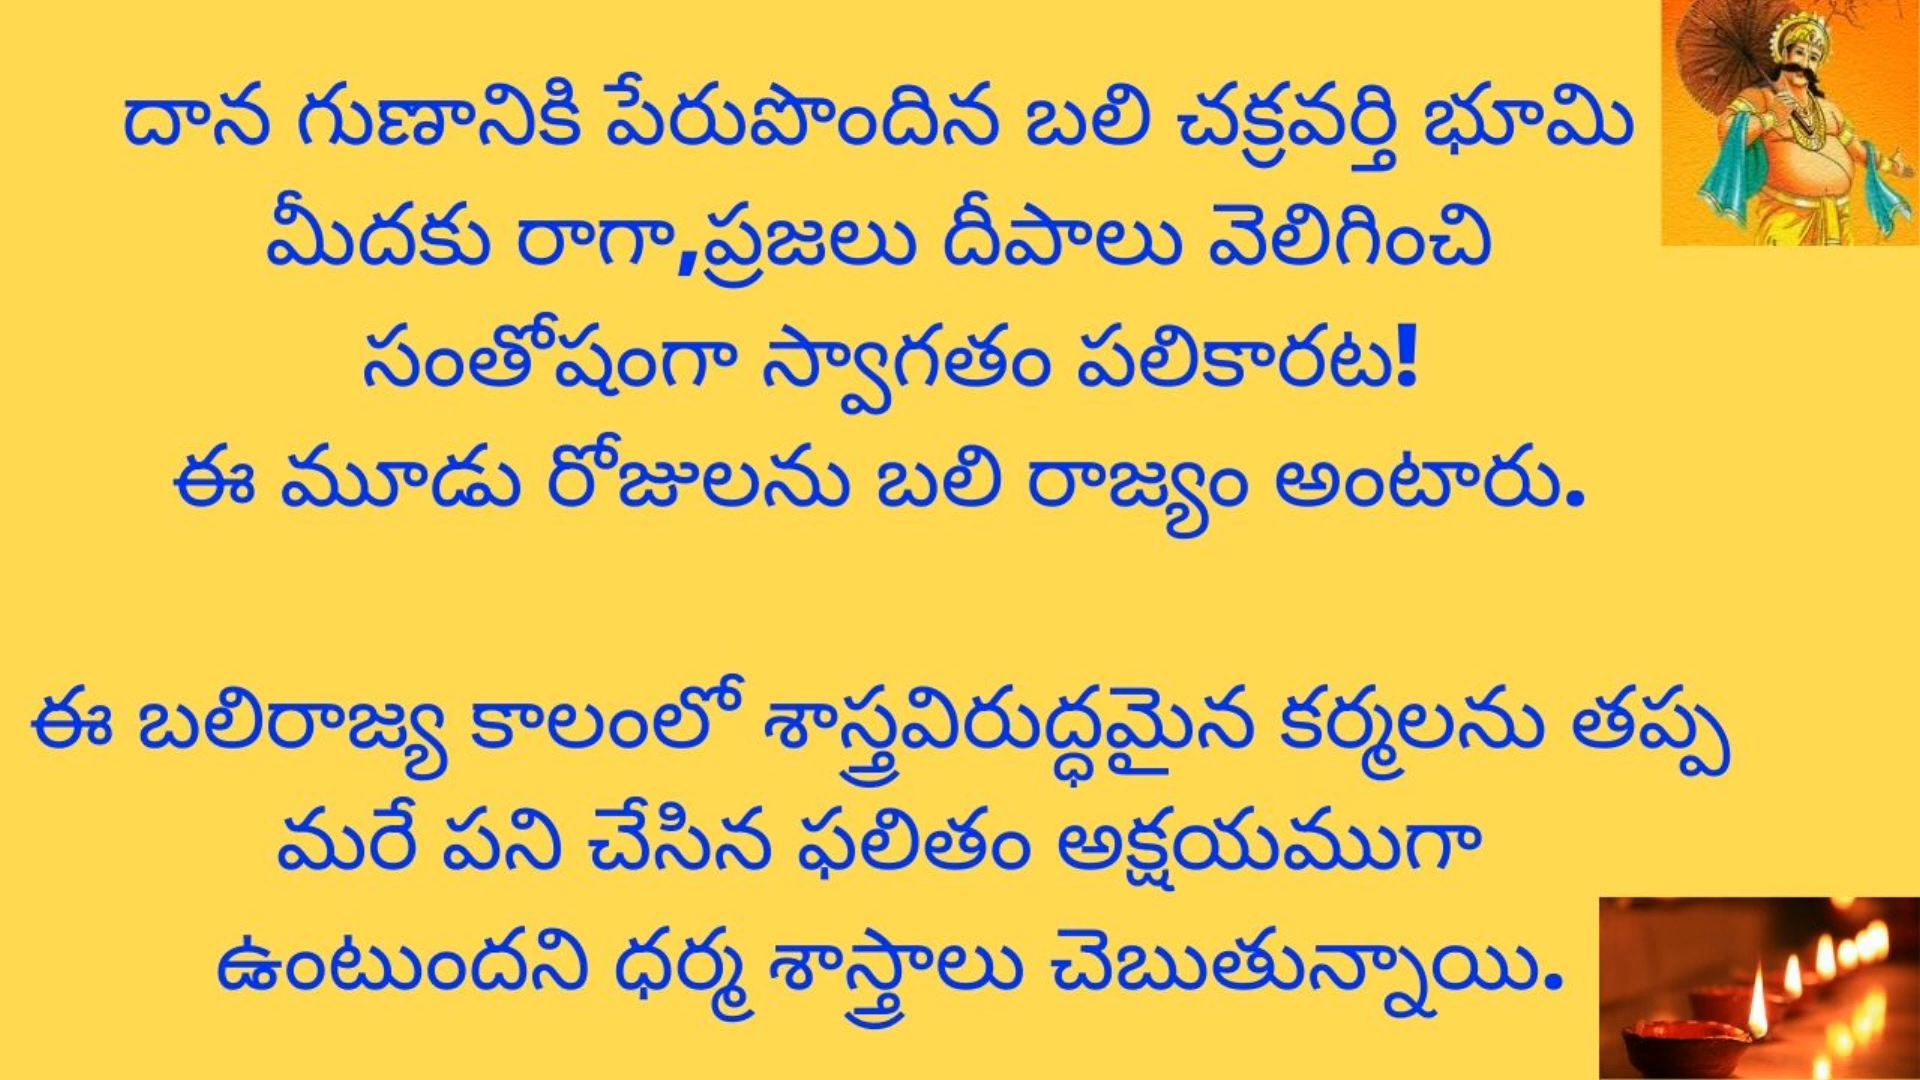 దాన గుణానికి పేరుపొందిన బలి చక్రవర్తి భూమి
మీదకు రాగా,ప్రజలు దీపాలు వెలిగించి
సంతోషంగా స్వాగతం పలికారట!
ఈ మూడు రోజులను బలి రాజ్యం అంటారు.
ఈ బలిరాజ్య కాలంలో శాస్త్రవిరుద్ధమైన కర్మలను తప్ప
మరే పని చేసిన ఫలితం అక్షయముగా
ఉంటుందని ధర్మ శాస్త్రాలు చెబుతున్నాయి.